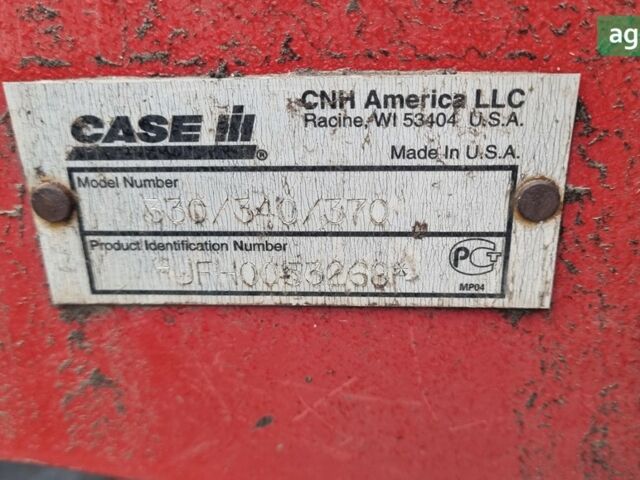 ag
CASE IH®
CNH America LLC
Racine, WI 53404 U.S.A.
Made In U.S.A.
Model Number
330/340/370
Product Identification Number
PCT
MP04